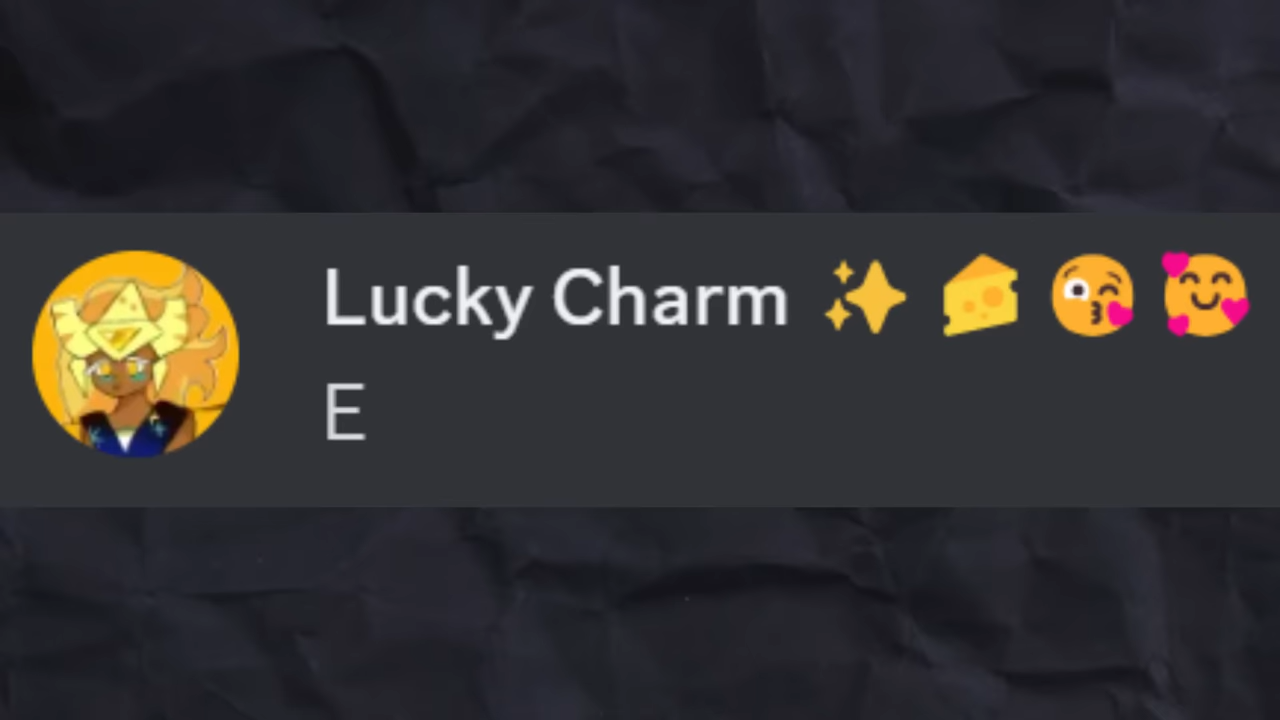 Lucky Charm ✨ 🧀 😘 🥰
E